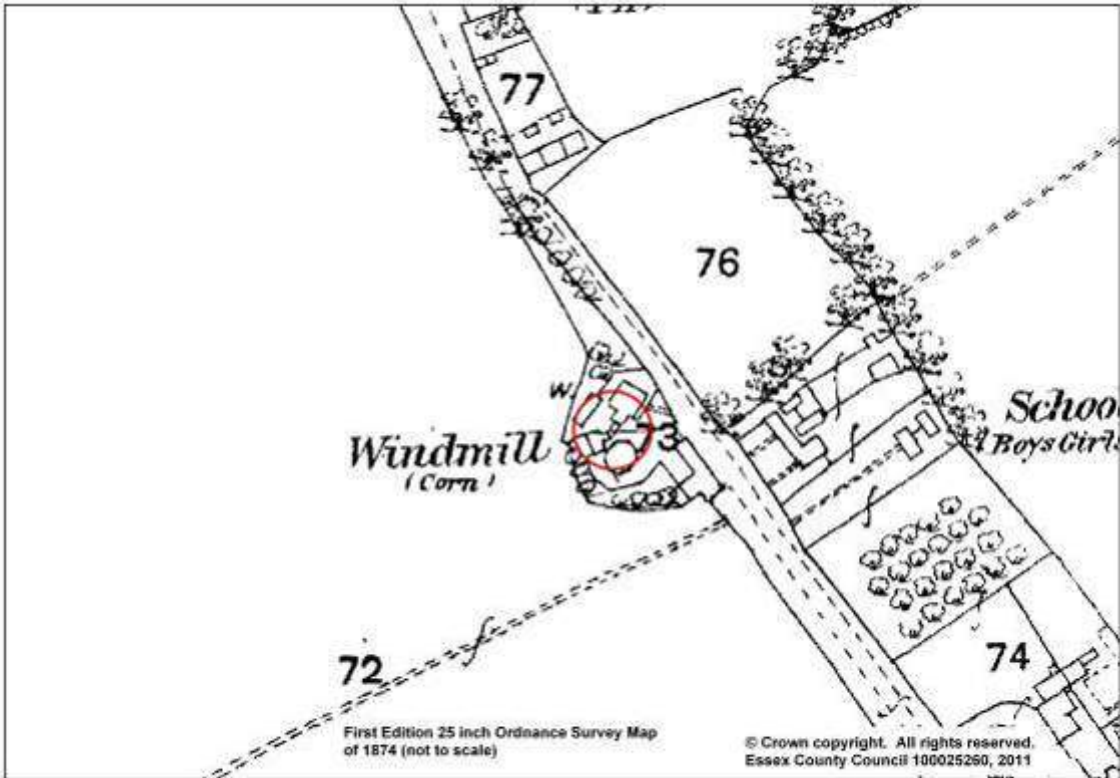 77
76
W.
Schoo
(Boys Girls
Windmill
(Corn)
73
72
74
First Edition 25 inch Ordnance Survey Map
of 1874 (not to scale)
© Crown copyright. All rights reserved.
Essex County Council 100025260, 2011